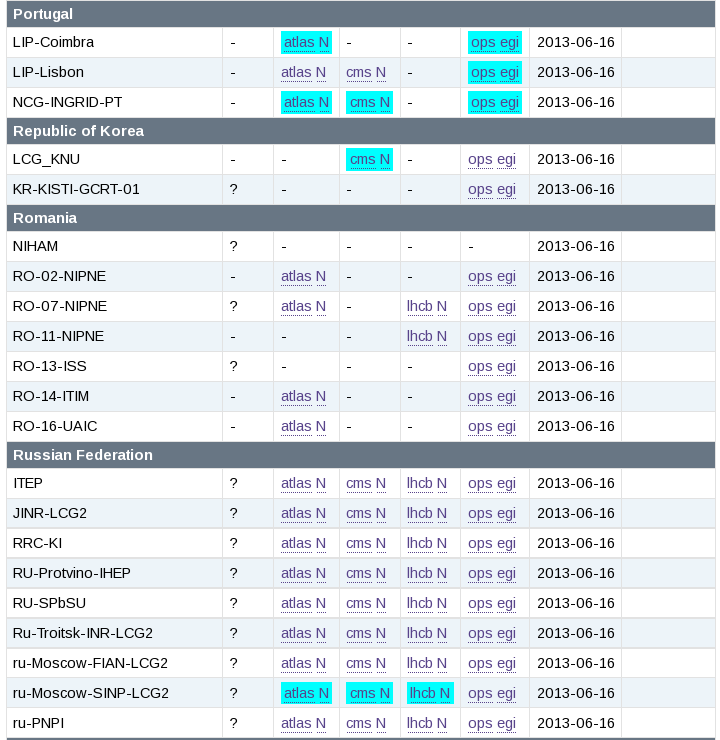 Portugal
LIP-Coimbra - atlas N - - ops egi 2013-06-16
LIP-Lisbon - atlas N cms N - ops egi 2013-06-16
NCG-INGRID-PT - atlas N cms N - ops egi 2013-06-16
Republic of Korea
LCG_KNU - - cms N - ops egi 2013-06-16
KR-KISTI-GCRT-01 ? - - - ops egi 2013-06-16
Romania
NIHAM ? - - - - 2013-06-16
RO-02-NIPNE - atlas N - - ops egi 2013-06-16
RO-07-NIPNE ? atlas N - lhcb N ops egi 2013-06-16
RO-11-NIPNE - - - lhcb N ops egi 2013-06-16
RO-13-ISS ? - - - ops egi 2013-06-16
RO-14-ITIM - atlas N - - ops egi 2013-06-16
RO-16-UAIC - atlas N - - ops egi 2013-06-16
Russian Federation
ITEP ? atlas N cms N lhcb N ops egi 2013-06-16
JINR-LCG2 ? atlas N cms N lhcb N ops egi 2013-06-16
RRC-KI ? atlas N cms N lhcb N ops egi 2013-06-16
RU-Protvino-IHEP ? atlas N cms N lhcb N ops egi 2013-06-16
RU-SPbSU ? atlas N cms N lhcb N ops egi 2013-06-16
Ru-Troitsk-INR-LCG2 ? atlas N cms N lhcb N ops egi 2013-06-16
ru-Moscow-FIAN-LCG2 ? atlas N cms N lhcb N ops egi 2013-06-16
ru-Moscow-SINP-LCG2 ? atlas N cms N lhcb N ops egi 2013-06-16
ru-PNPI ? atlas N cms N lhcb N ops egi 2013-06-16